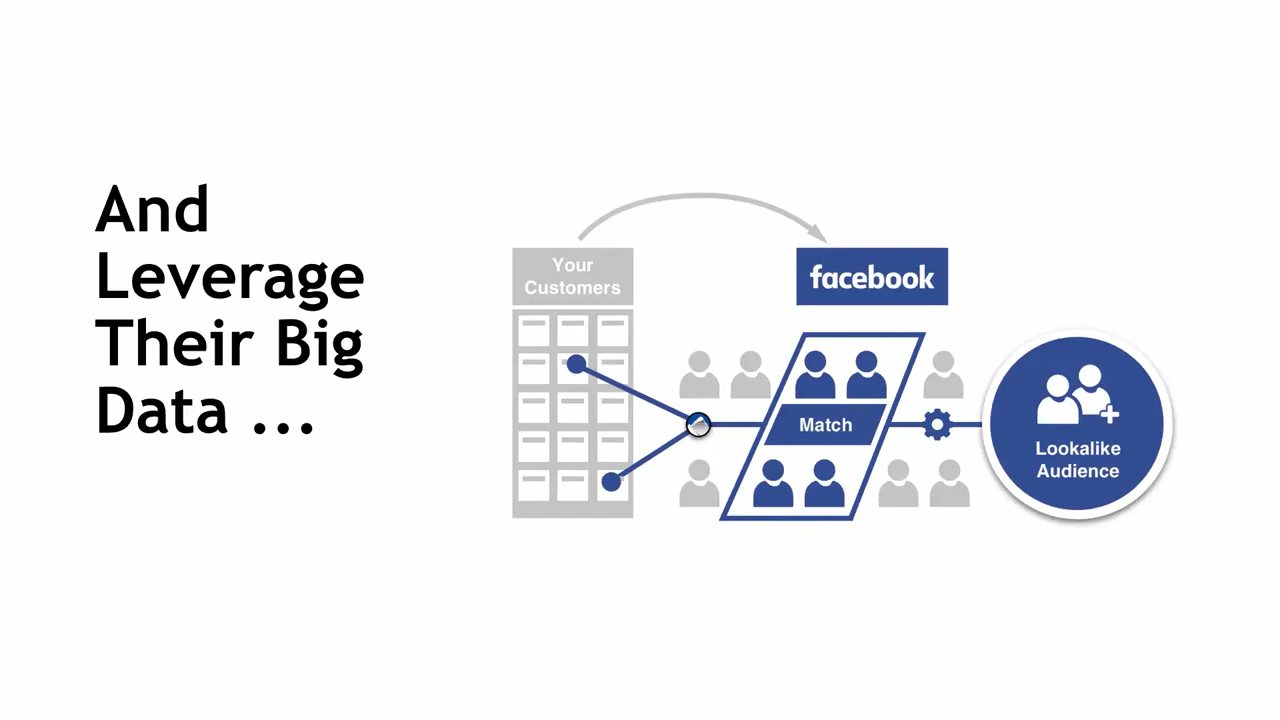 And
Leverage
Their Big
Data ...
Your
Customers
facebook
Match
Lookalike
Audience